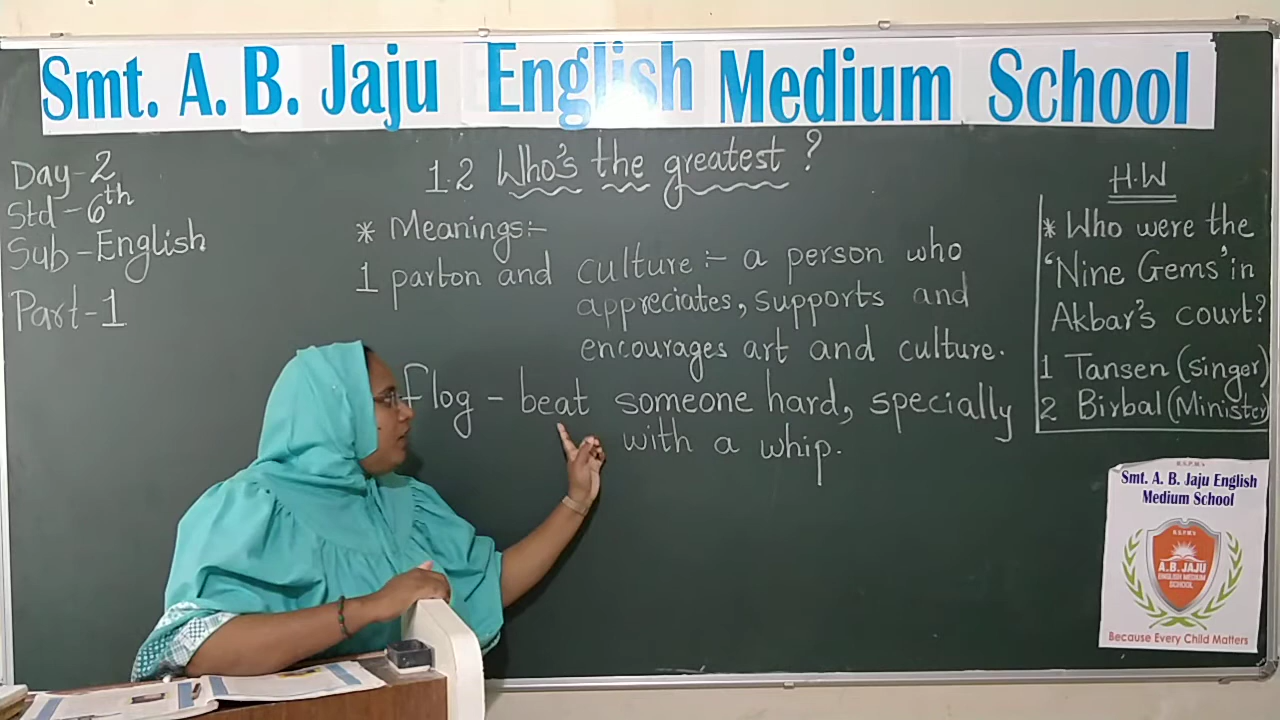 Smt. A. B. Jaju English Medium School
Day-2
Std-6th
Sub-English
Part-1
1.2 Who's the greatest?
* Meanings:-
1 parton and culture:- a person who
appreciates, supports and
encourages art and culture.
flog - beat someone hard, specially
with a whip.
H.W
* Who were the
'Nine Gems' in
Akbar's court?
1 Tansen (singer)
2 Birbal (Minister)
Smt. A. B. Jaju English
Medium School
A.B. JAJU
ENGLISH MEDIUM
SCHOOL
Because Every Child Matters